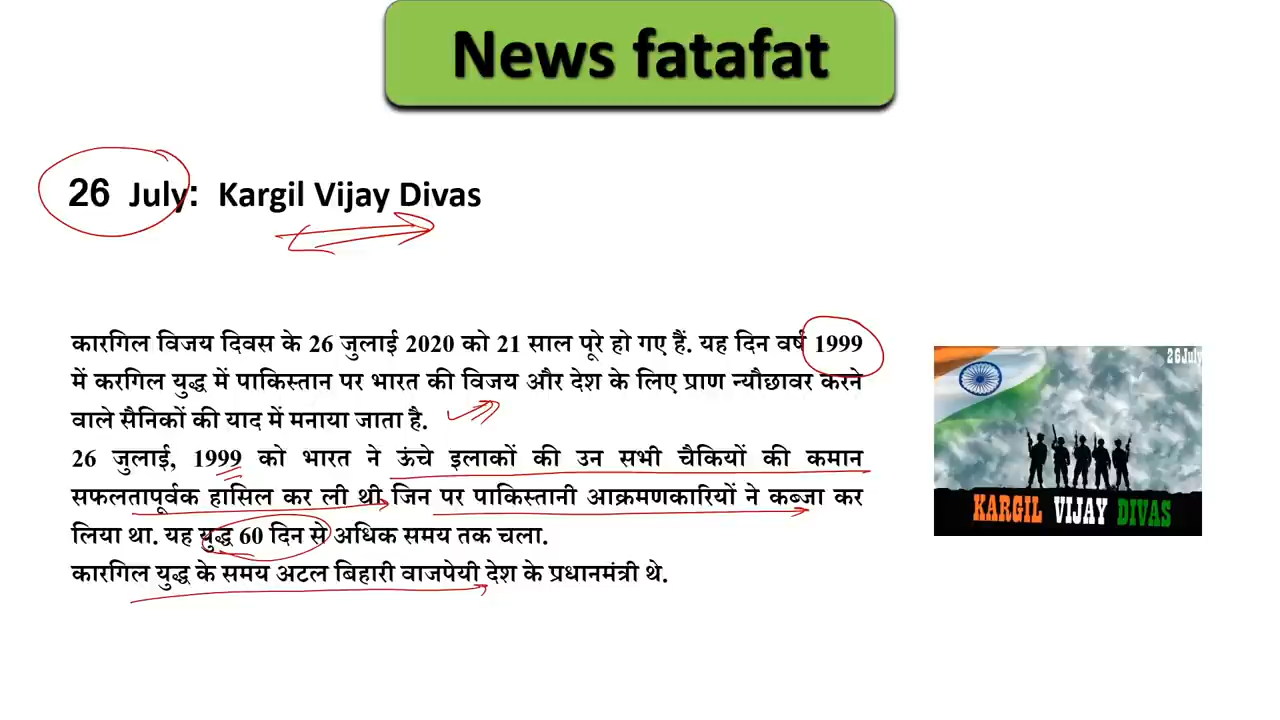 News fatafat
26 July: Kargil Vijay Divas
कारगिल विजय दिवस के 26 जुलाई 2020 को 21 साल पूरे हो गए हैं. यह दिन वर्ष 1999
में करगिल युद्ध में पाकिस्तान पर भारत की विजय और देश के लिए प्राण न्यौछावर करने
वाले सैनिकों की याद में मनाया जाता है.
26 जुलाई, 1999 को भारत ने ऊंचे इलाकों की उन सभी चैकियों की कमान
सफलतापूर्वक हासिल कर ली थी जिन पर पाकिस्तानी आक्रमणकारियों ने कब्जा कर
लिया था. यह युद्ध 60 दिन से अधिक समय तक चला.
कारगिल युद्ध के समय अटल बिहारी वाजपेयी देश के प्रधानमंत्री थे.
26July
KARGIL VIJAY DIVAS